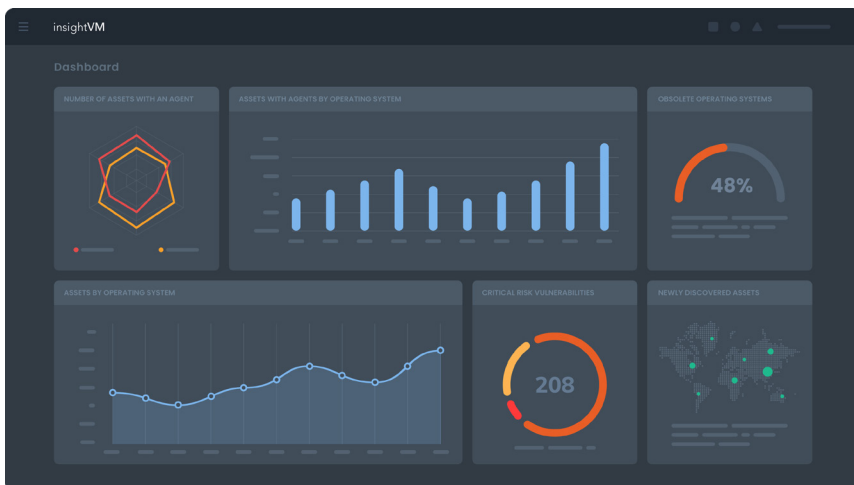 insightVM
Dashboard
NUMBER OF ASSETS WITH AN AGENT
ASSETS WITH AGENTS BY OPERATING SYSTEM
OBSOLETE OPERATING SYSTEMS
48%
ASSETS BY OPERATING SYSTEM
CRITICAL RISK VULNERABILITIES
NEWLY DISCOVERED ASSETS
208